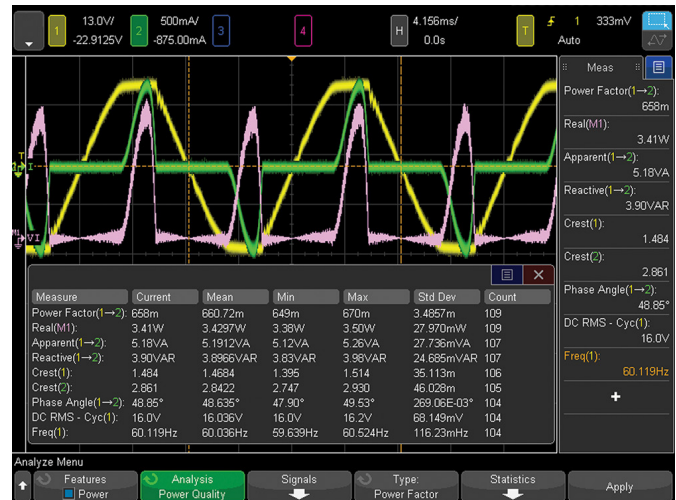 1 13.0V/ 2 500mA/ 3 4 H 4.156ms/ T 1 333mV
-22.9125V -875.00mA 0.0s Auto
Meas
Power Factor(1→2):
658m
Real(M1):
3.41W
Apparent(1→2):
5.18VA
Reactive(1→2):
3.90VAR
Crest(1):
1.484
Crest(2):
2.861
Phase Angle(1→2):
48.85°
DC RMS - Cyc(1):
16.0V
Freq(1):
60.119Hz
T
I
VI
Measure Current Mean Min Max Std Dev Count
Power Factor(1→2): 658m 660.72m 649m 670m 3.4857m 109
Real(M1): 3.41W 3.4297W 3.38W 3.50W 27.970mW 109
Apparent(1→2): 5.18VA 5.1912VA 5.12VA 5.26VA 27.736mVA 107
Reactive(1→2): 3.90VAR 3.8966VAR 3.83VAR 3.98VAR 24.685mVAR 107
Crest(1): 1.484 1.4684 1.395 1.514 35.113m 106
Crest(2): 2.861 2.8422 2.747 2.930 46.028m 105
Phase Angle(1→2): 48.85° 48.635° 47.90° 49.53° 269.06E-03° 104
DC RMS - Cyc(1): 16.0V 16.036V 16.0V 16.2V 68.149mV 104
Freq(1): 60.119Hz 60.036Hz 59.639Hz 60.524Hz 116.23mHz 104
Analyze Menu
Features Analysis Signals Type: Statistics Apply
Power Power Quality Power Factor